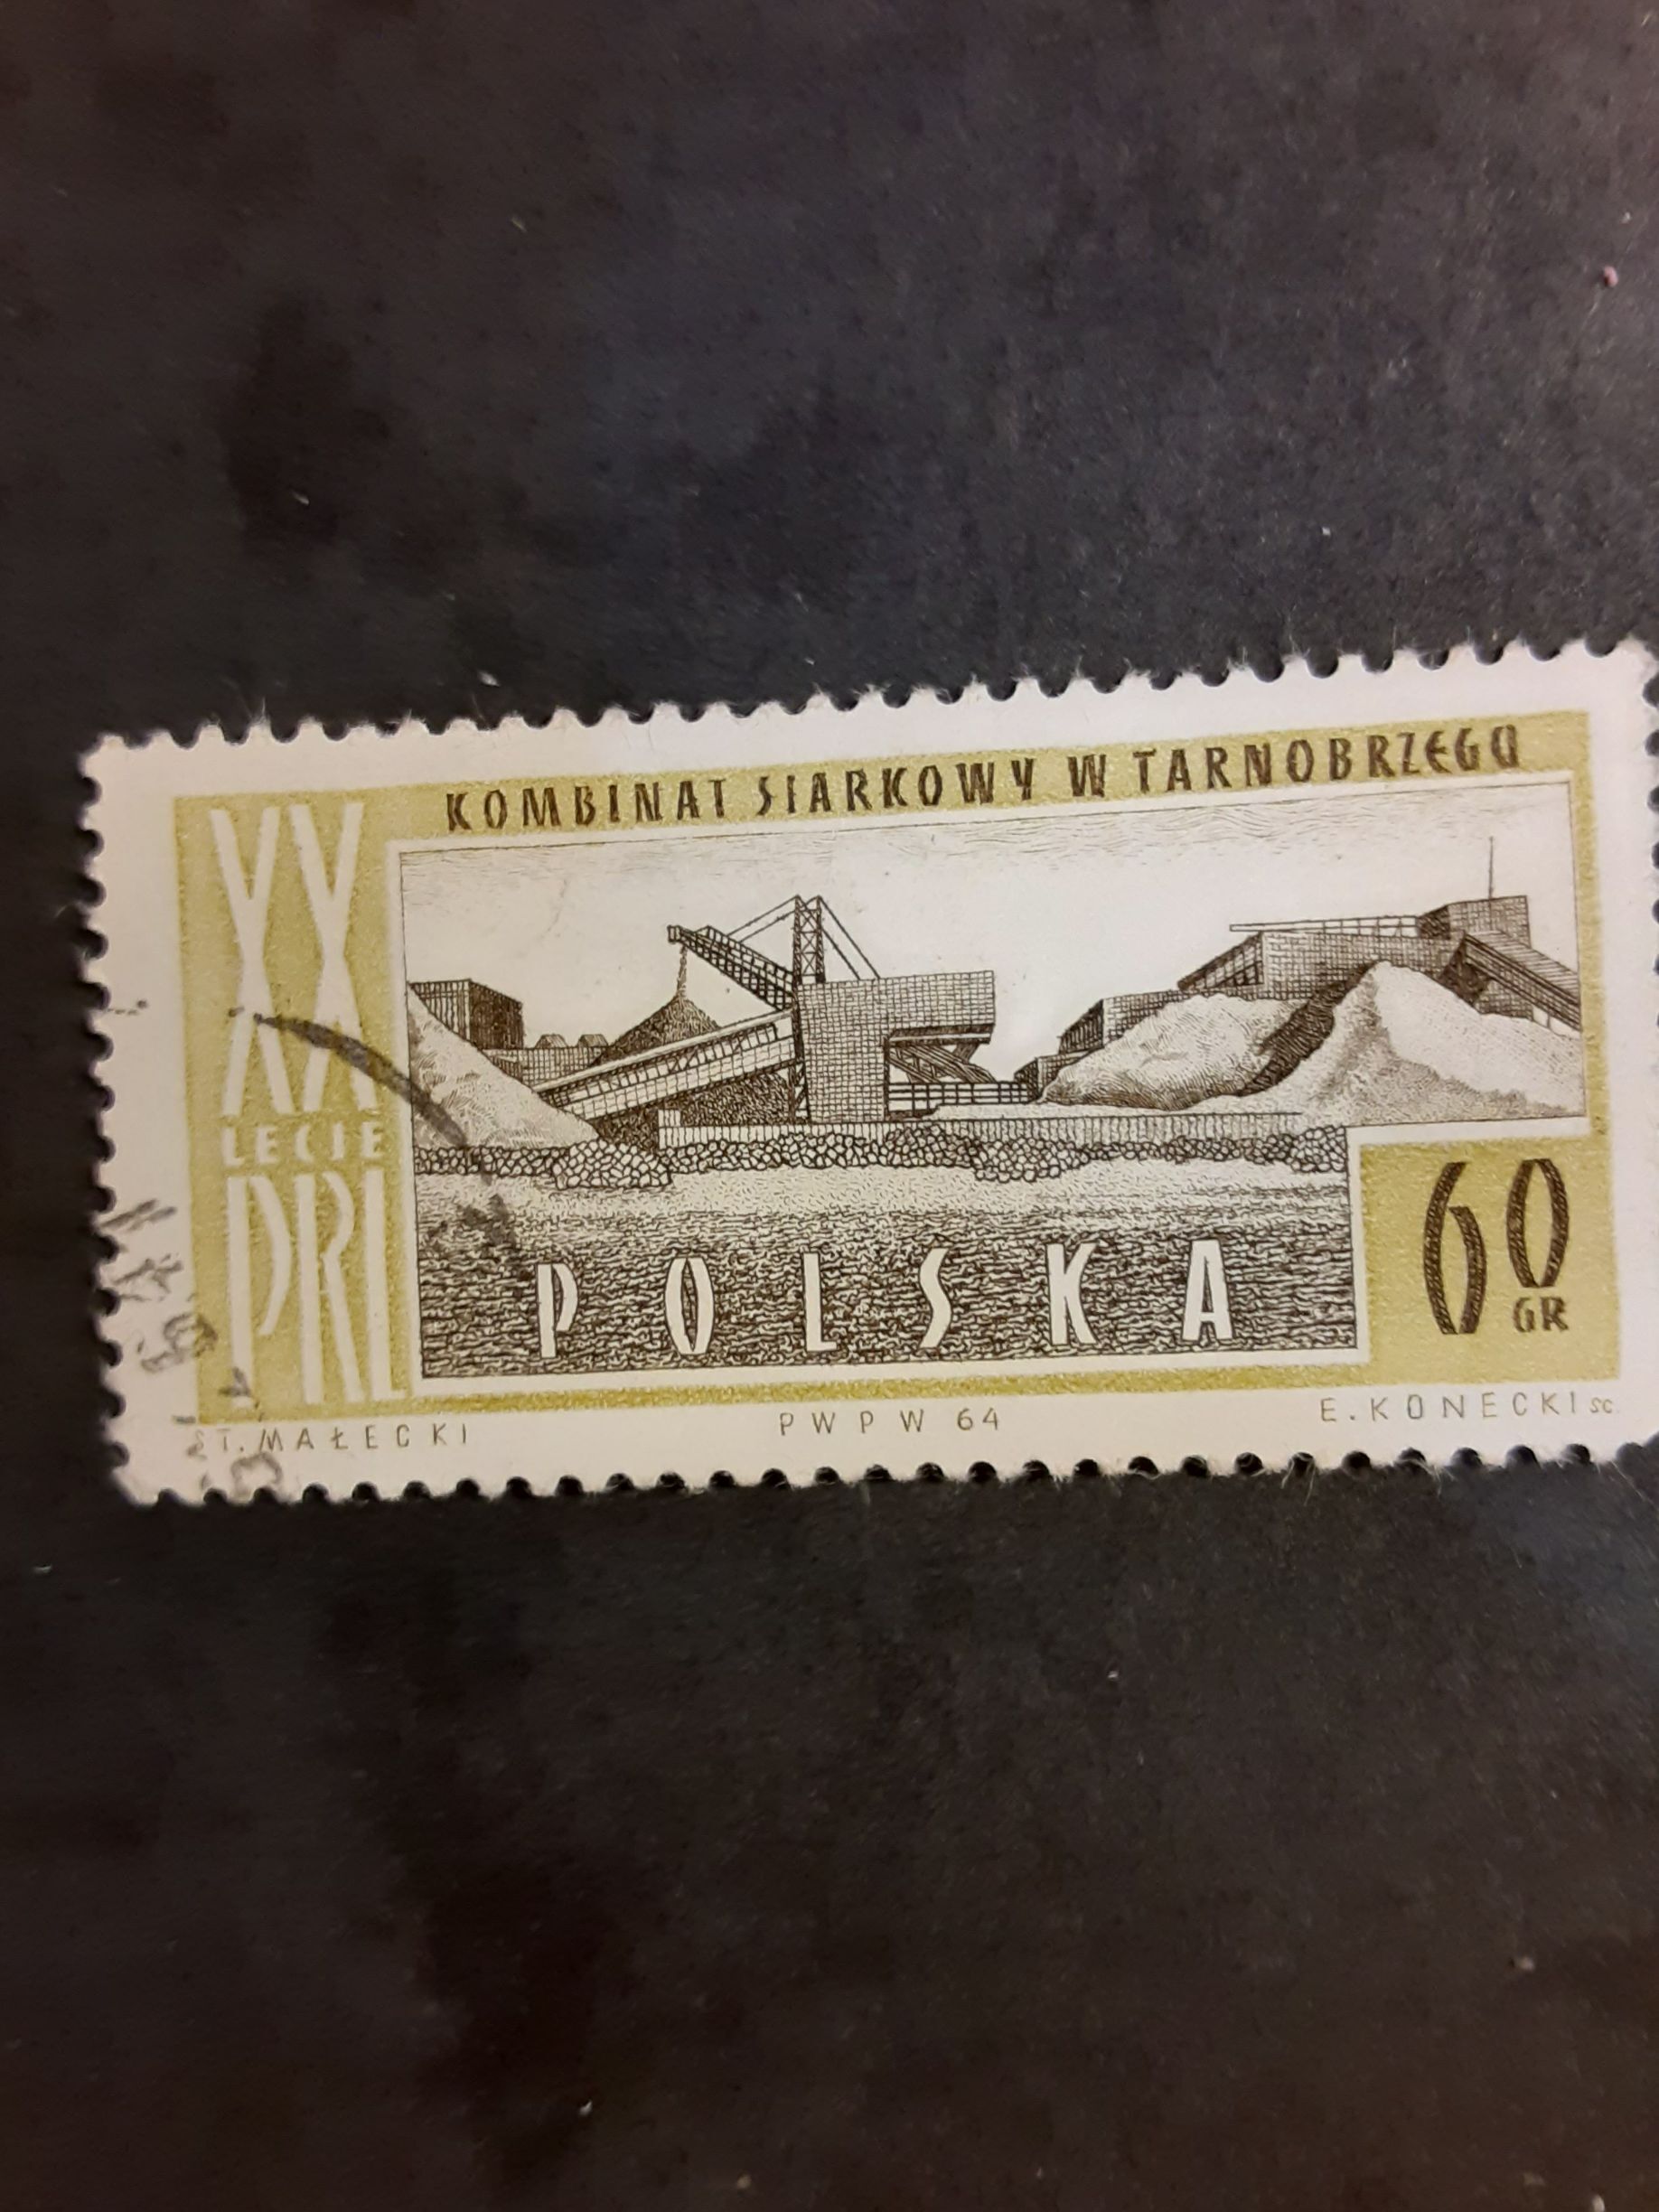 KOMBINAT SIARKOWY W TARNOBRZEGU
XX
LECIE
PRL
POLSKA
60
GR
ST. MAŁECKI
PWPW 64
E. KONECKI sc.